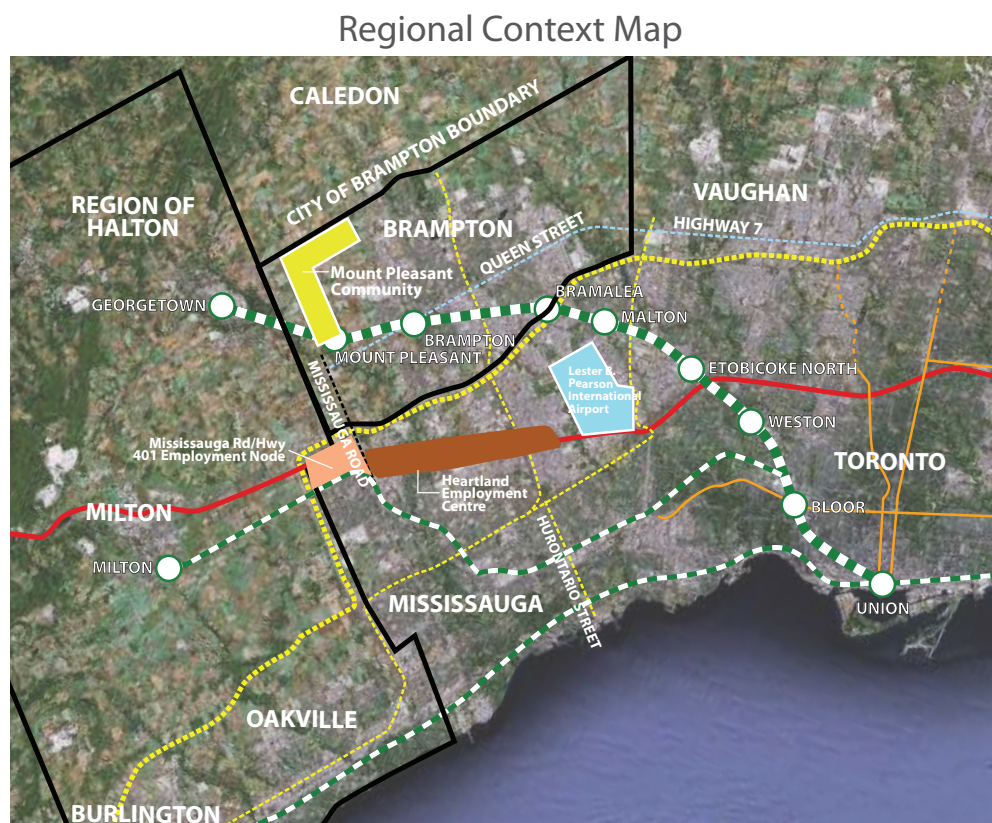 Regional Context Map
CALEDON
CITY OF BRAMPTON BOUNDARY
VAUGHAN
REGION OF
HALTON
BRAMPTON
HIGHWAY 7
QUEEN STREET
Mount Pleasant
Community
BRAMALEA
GEORGETOWN
MALTON
BRAMPTON
MOUNT PLEASANT
ETOBICOKE NORTH
Lester B.
Pearson
International
Airport
MISSISSAUGA ROAD
WESTON
Mississauga Rd/Hwy
401 Employment Node
TORONTO
Heartland
Employment
Centre
MILTON
BLOOR
HURONTARIO STREET
MILTON
MISSISSAUGA
UNION
OAKVILLE
BURLINGTON